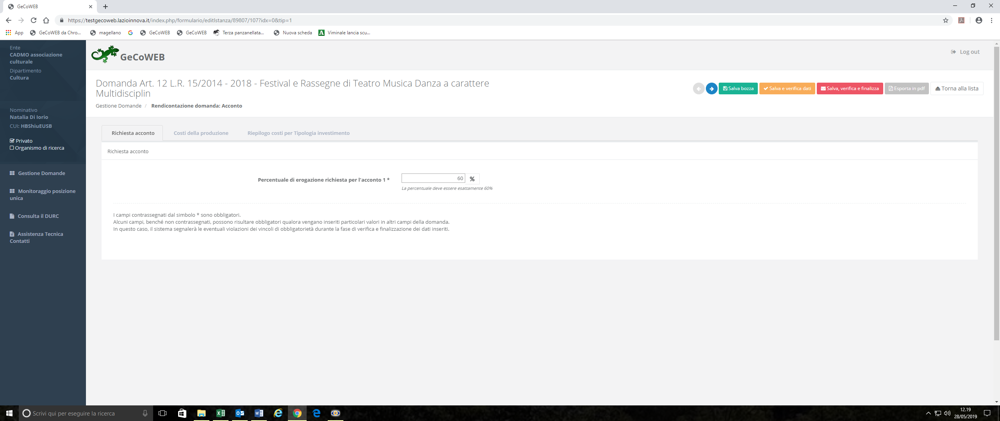 GeCoWEB
https://testgecoweb.lazioinnova.it/index.php/formulario/editIstanza/89807/107?idx=0&tip=1
App GeCoWEB da Chro... magellano GeCoWEB GeCoWEB Terza panzanellata... Nuova scheda Viminale lancia scu...
Ente
CADMO associazione
culturale
Dipartimento
Cultura
Nominativo
Natalia Di Iorio
CUI: HBShiuEUSB
Privato
Organismo di ricerca
Gestione Domande
Monitoraggio posizione
unica
Consulta il DURC
Assistenza Tecnica
Contatti
GeCoWEB
Log out
Domanda Art. 12 L.R. 15/2014 - 2018 - Festival e Rassegne di Teatro Musica Danza a carattere
Multidisciplin
Gestione Domande / Rendicontazione domanda: Acconto
Salva bozza Salva e verifica dati Salva, verifica e finalizza Esporta in pdf Torna alla lista
Richiesta acconto Costi della produzione Riepilogo costi per Tipologia investimento
Richiesta acconto
Percentuale di erogazione richiesta per l'acconto 1 * 60 %
La percentuale deve essere esattamente 60%
I campi contrassegnati dal simbolo * sono obbligatori.
Alcuni campi, benché non contrassegnati, possono risultare obbligatori qualora vengano inseriti particolari valori in altri campi della domanda.
In questo caso, il sistema segnalerà le eventuali violazioni dei vincoli di obbligatorietà durante la fase di verifica e finalizzazione dei dati inseriti.
Scrivi qui per eseguire la ricerca
12.19
28/05/2019